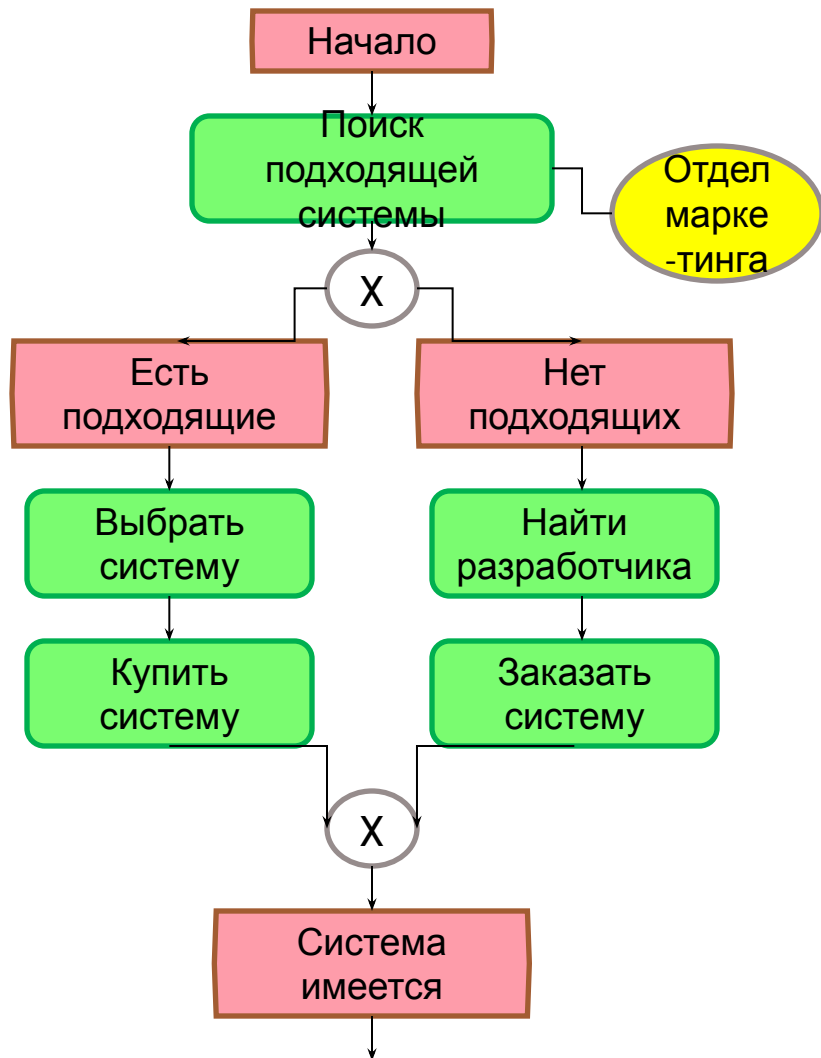 Начало
Поиск
подходящей
системы
Отдел
марке
-тинга
X
Есть
подходящие
Нет
подходящих
Выбрать
систему
Найти
разработчика
Купить
систему
Заказать
систему
X
Система
имеется